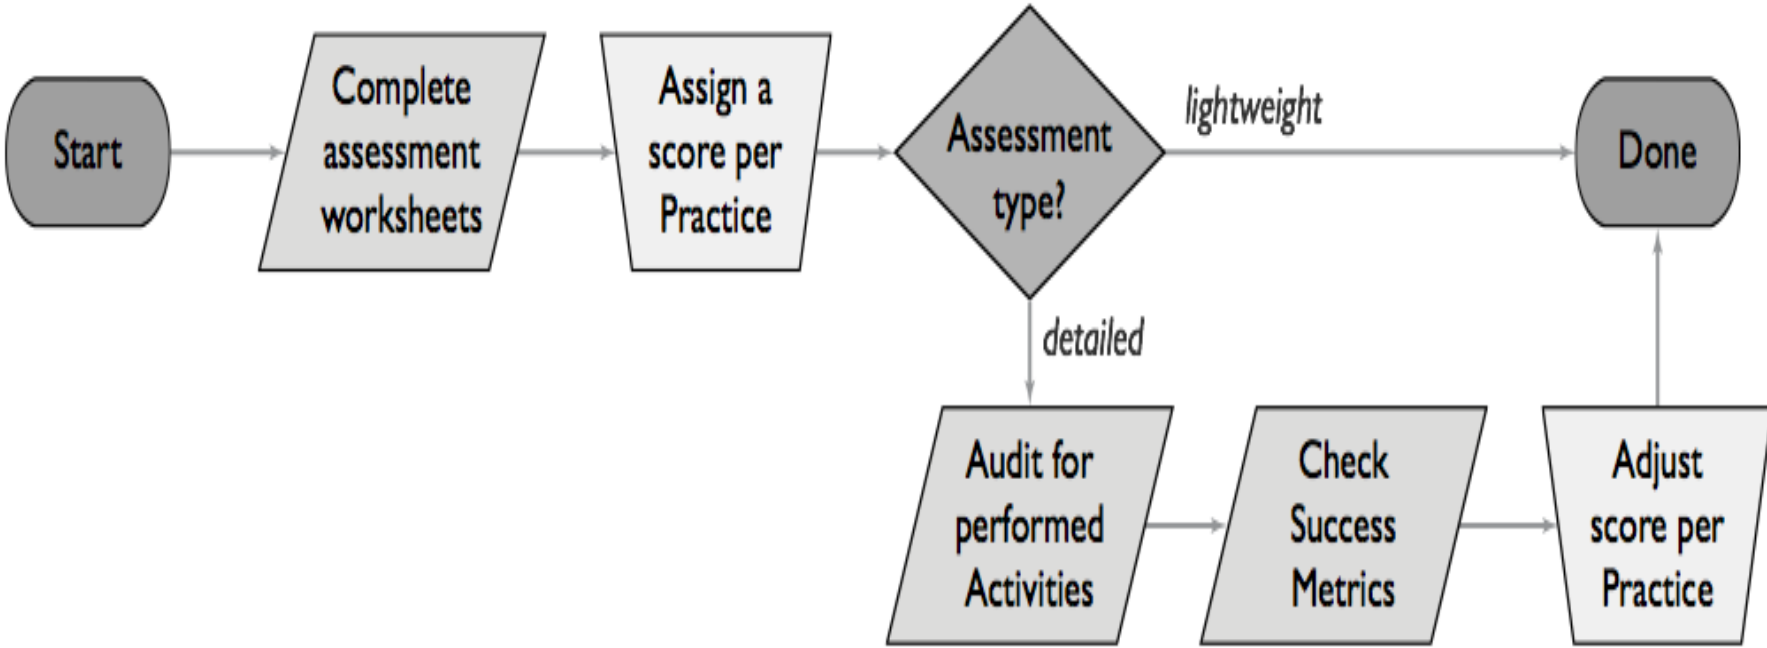 Start
Complete
assessment
worksheets
Assign a
score per
Practice
Assessment
type?
lightweight
Done
detailed
Audit for
performed
Activities
Check
Success
Metrics
Adjust
score per
Practice